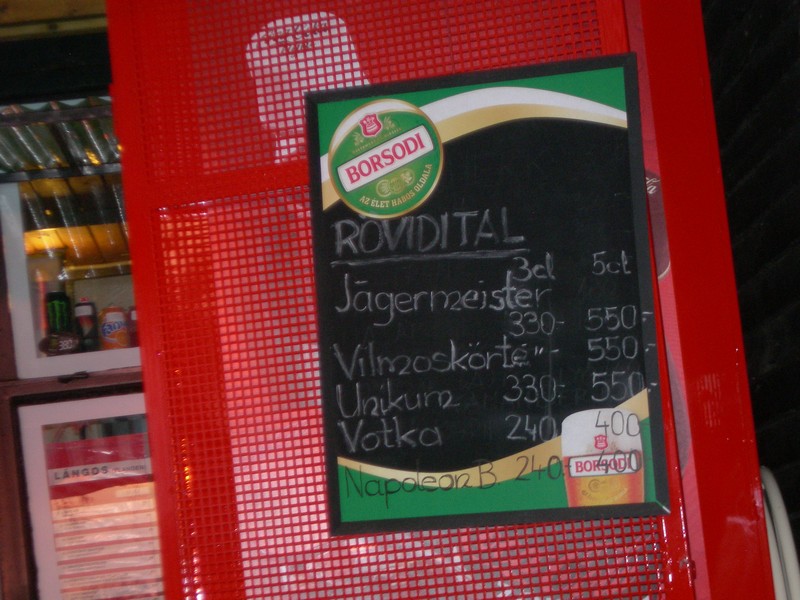 BORSODI
AZ ÉLET HABOS OLDALA
RÖVIDITAL
3cl 5cl
Jägermeister
330.- 550.-
Vilmoskörte -"- 550.-
Unikum 330.- 550.-
Votka 240 400
Napoleon B 240.- 400
BORSODI
LÁNGOS